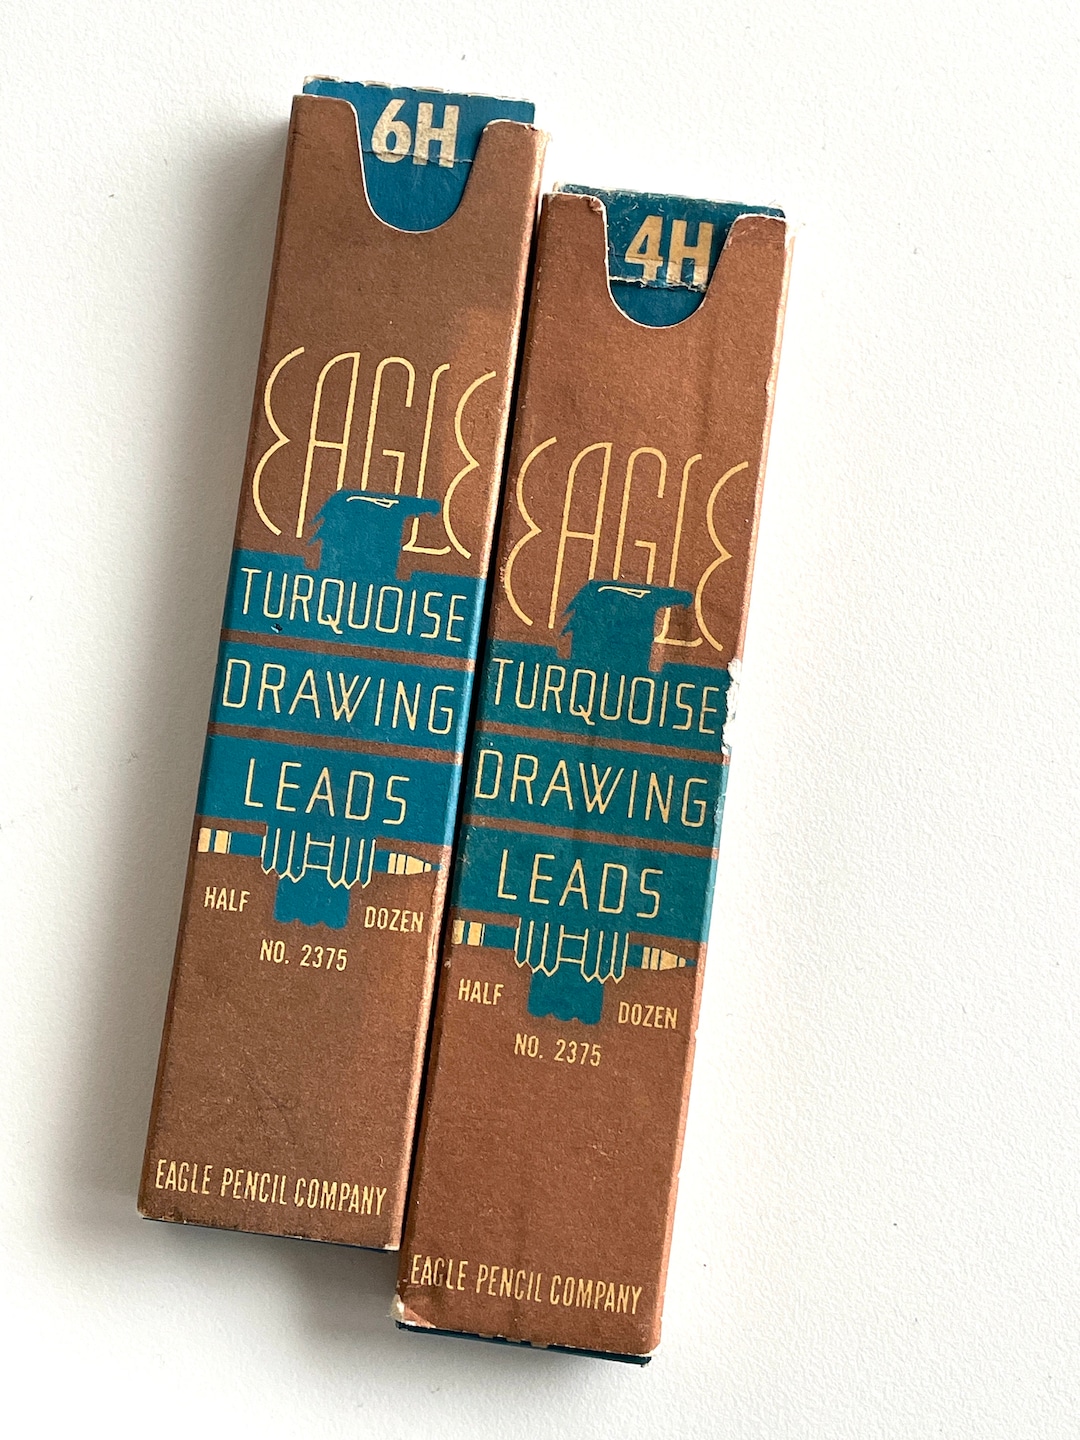 6H
EAGLE
TURQUOISE
DRAWING
LEADS
HALF DOZEN
NO. 2375
EAGLE PENCIL COMPANY
4H
EAGLE
TURQUOISE
DRAWING
LEADS
HALF DOZEN
NO. 2375
EAGLE PENCIL COMPANY